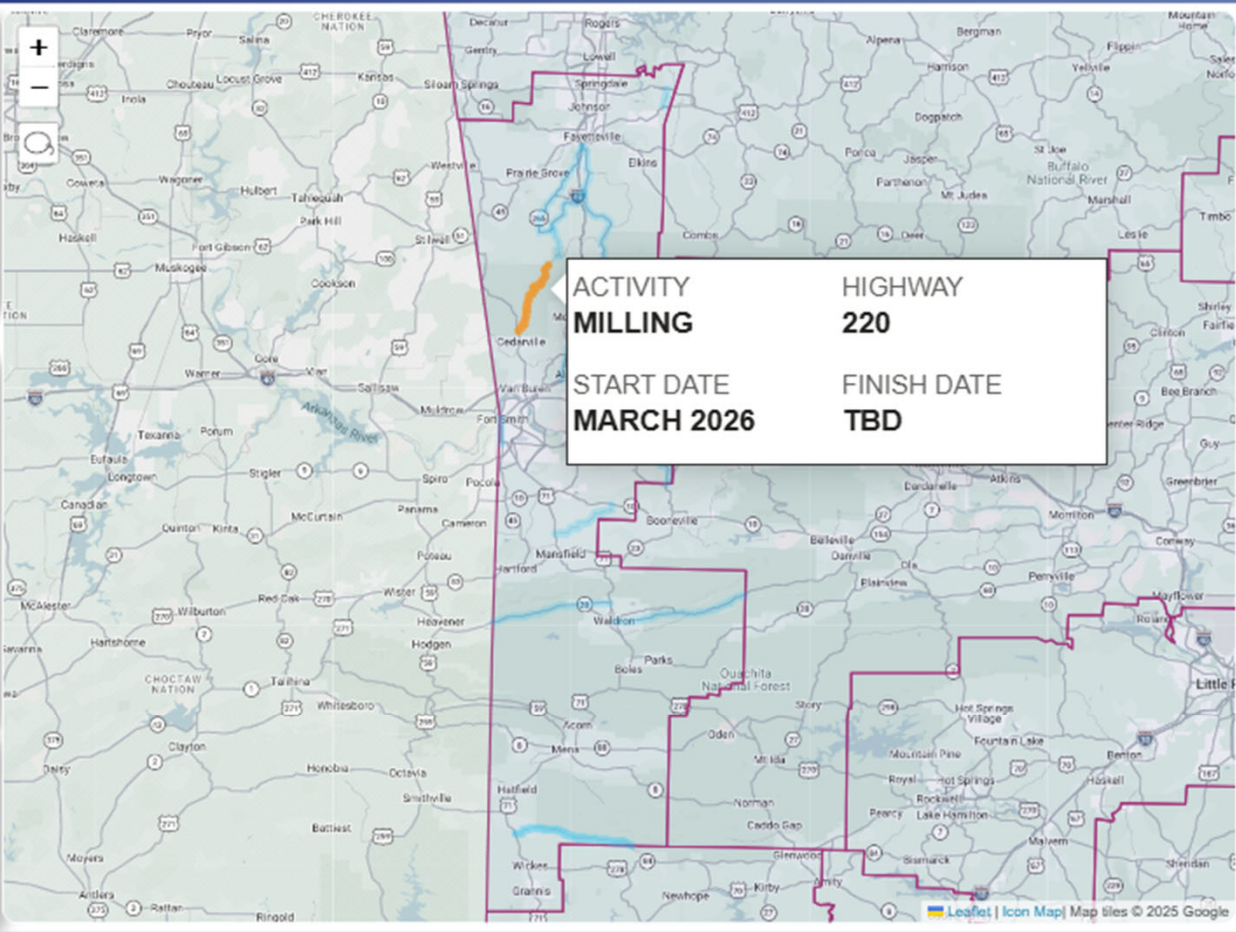 +
−
ACTIVITY
MILLING
HIGHWAY
220
START DATE
MARCH 2026
FINISH DATE
TBD
Claremore
Pryor
Salina
CHEROKEE
NATION
Decatur
Rogers
Gentry
Lowell
Alpena
Bergman
Flippin
Mountain
Home
Chouteau
Locust Grove
Kansas
Siloam Springs
Springdale
Harrison
Yellville
Inola
Johnson
Dogpatch
Fayetteville
Elkins
Ponca
Jasper
St Joe
Buffalo
National River
Coweta
Wagoner
Hulbert
Tahlequah
Westville
Prairie Grove
Parthenon
Mt Judea
Marshall
Haskell
Park Hill
Fort Gibson
Stilwell
Combs
Deer
Leslie
Timbo
Muskogee
Cookson
Shirley
Cedarville
Clinton
Warner
Gore
Vian
Sallisaw
Van Buren
Bee Branch
Muldrow
Fort Smith
Arkansas River
Texanna
Porum
Guy
Eufaula
Longtown
Stigler
Spiro
Pocola
Dardanelle
Atkins
Greenbrier
Canadian
McCurtain
Panama
Cameron
Booneville
Morrilton
Quinton
Kinta
Belleville
Danville
Conway
Poteau
Mansfield
Hartford
Ola
Plainview
Perryville
McAlester
Wilburton
Red Oak
Wister
Heavener
Waldron
Mayflower
Roland
Hartshorne
Hodgen
Boles
Parks
Ouachita
National Forest
CHOCTAW
NATION
Talihina
Whitesboro
Story
Hot Springs
Village
Acorn
Oden
Fountain Lake
Clayton
Mena
Mt Ida
Mountain Pine
Benton
Daisy
Honobia
Octavia
Royal
Hot Springs
Haskell
Smithville
Hatfield
Norman
Rockwell
Pearcy
Lake Hamilton
Battiest
Caddo Gap
Malvern
Moyers
Wickes
Glenwood
Bismarck
Sheridan
Antlers
Rattan
Ringold
Grannis
Newhope
Kirby
Amity
Leaflet | Icon Map| Map tiles © 2025 Google